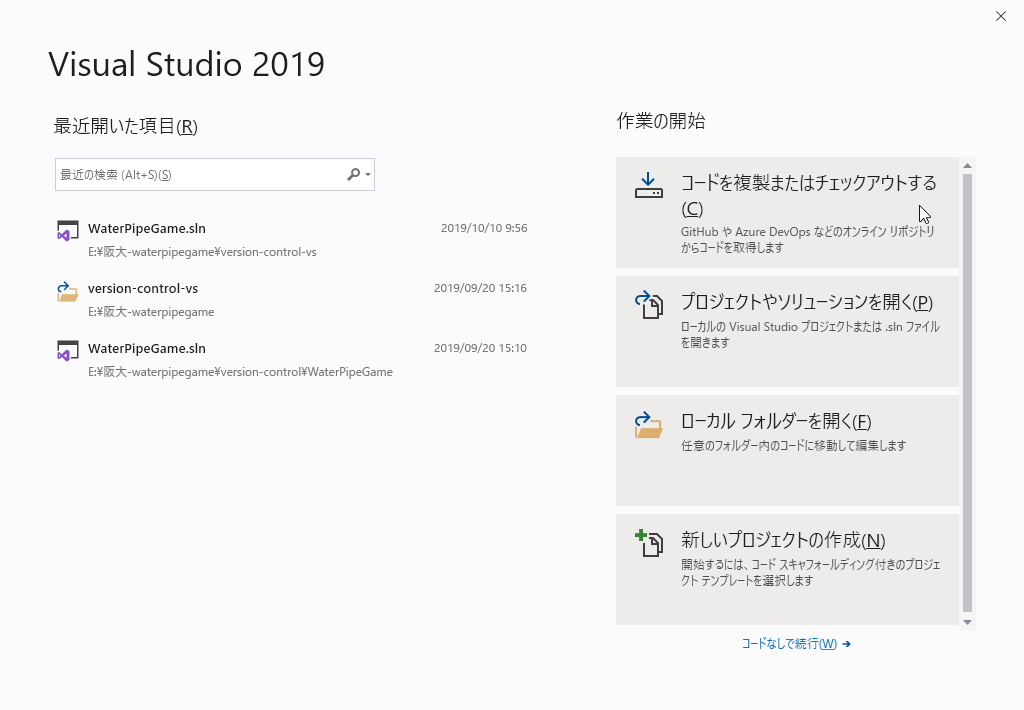 Visual Studio 2019
最近開いた項目(R)
最近の検索 (Alt+S)(S)
WaterPipeGame.sln
2019/10/10 9:56
E:¥阪大-waterpipegame¥version-control-vs
version-control-vs
2019/09/20 15:16
E:¥阪大-waterpipegame
WaterPipeGame.sln
2019/09/20 15:10
E:¥阪大-waterpipegame¥version-control¥WaterPipeGame
作業の開始
コードを複製またはチェックアウトする
(C)
GitHub や Azure DevOps などのオンライン リポジトリ
からコードを取得します
プロジェクトやソリューションを開く(P)
ローカルの Visual Studio プロジェクトまたは .sln ファイル
を開きます
ローカル フォルダーを開く(F)
任意のフォルダー内のコードに移動して編集します
新しいプロジェクトの作成(N)
開始するには、コード スキャフォールディング付きのプロジェ
クト テンプレートを選択します
コードなしで続行(W) →